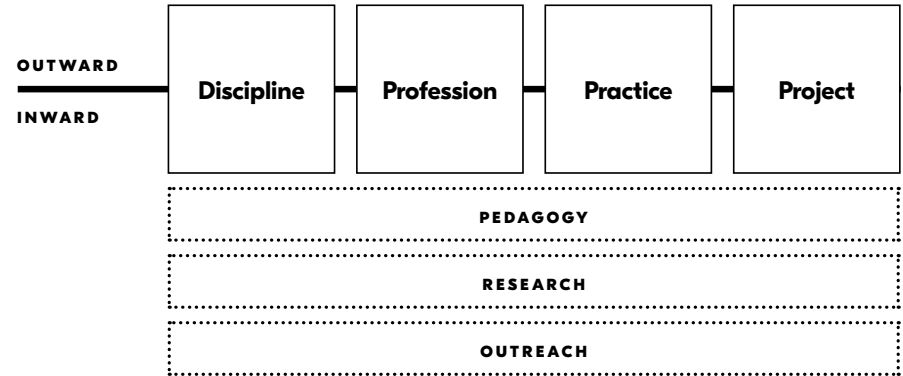 OUTWARD
INWARD
Discipline
Profession
Practice
Project
PEDAGOGY
RESEARCH
OUTREACH